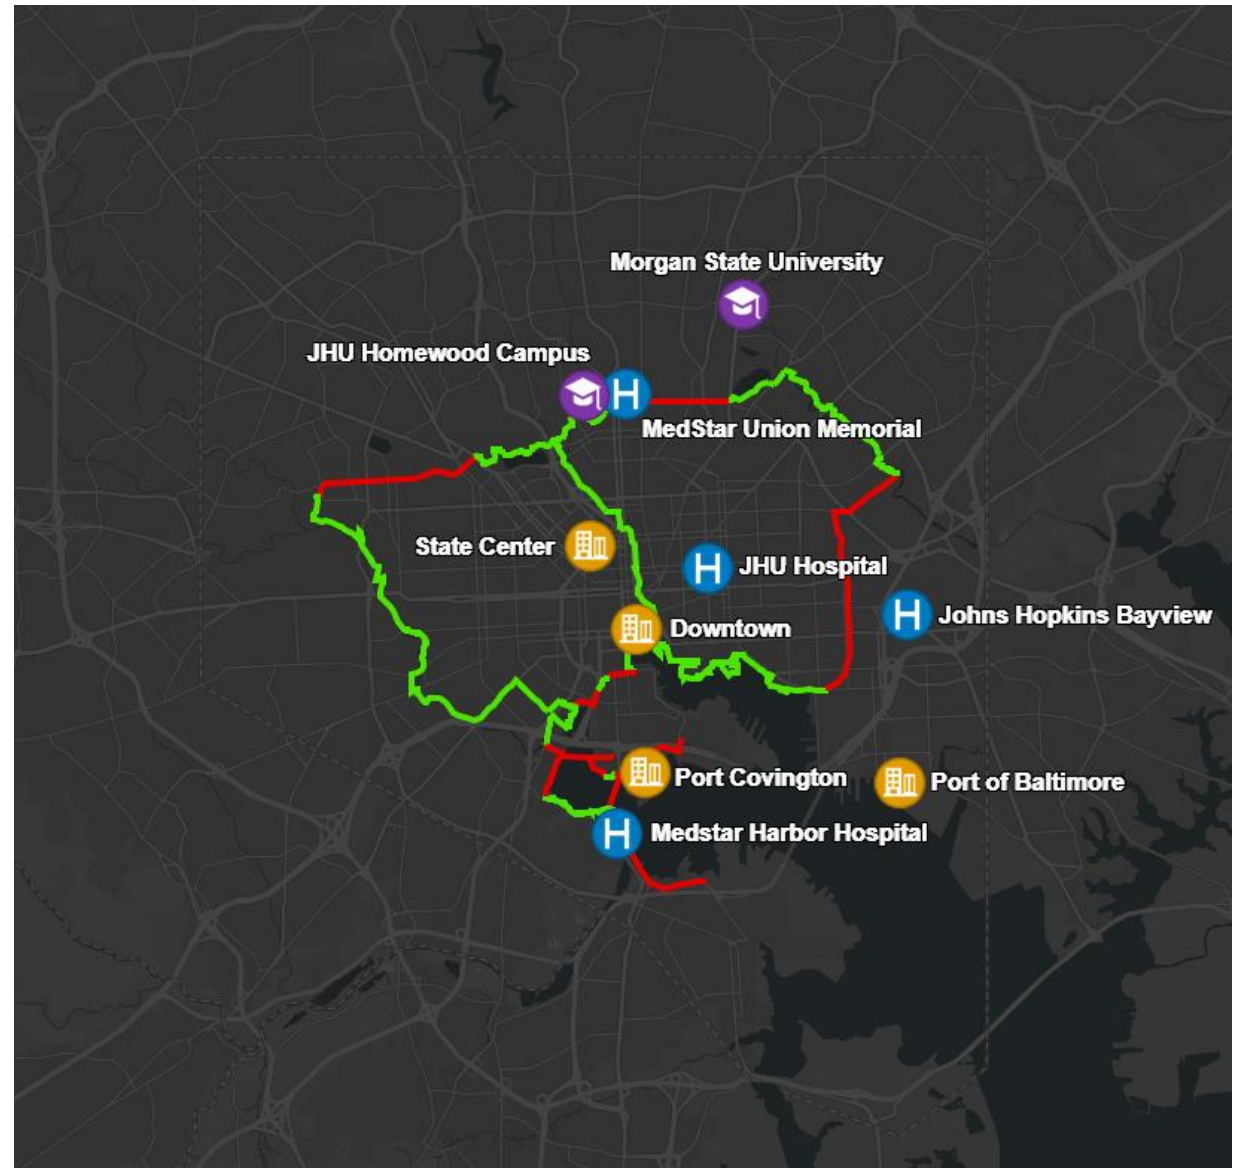 Morgan State University
JHU Homewood Campus
H
MedStar Union Memorial
State Center
H
JHU Hospital
H
Johns Hopkins Bayview
Downtown
Port Covington
Port of Baltimore
H
Medstar Harbor Hospital